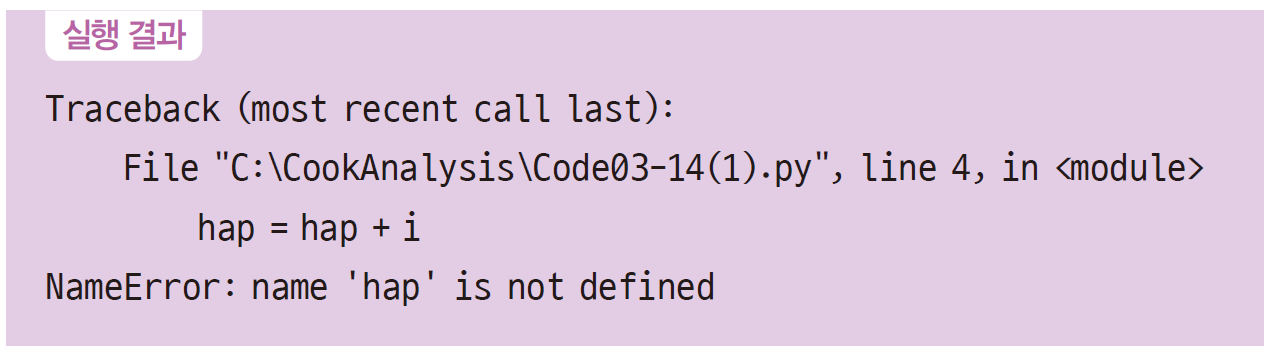 실행 결과
Traceback (most recent call last):
File "C:\CookAnalysis\Code03-14(1).py", line 4, in <module>
hap = hap + i
NameError: name 'hap' is not defined